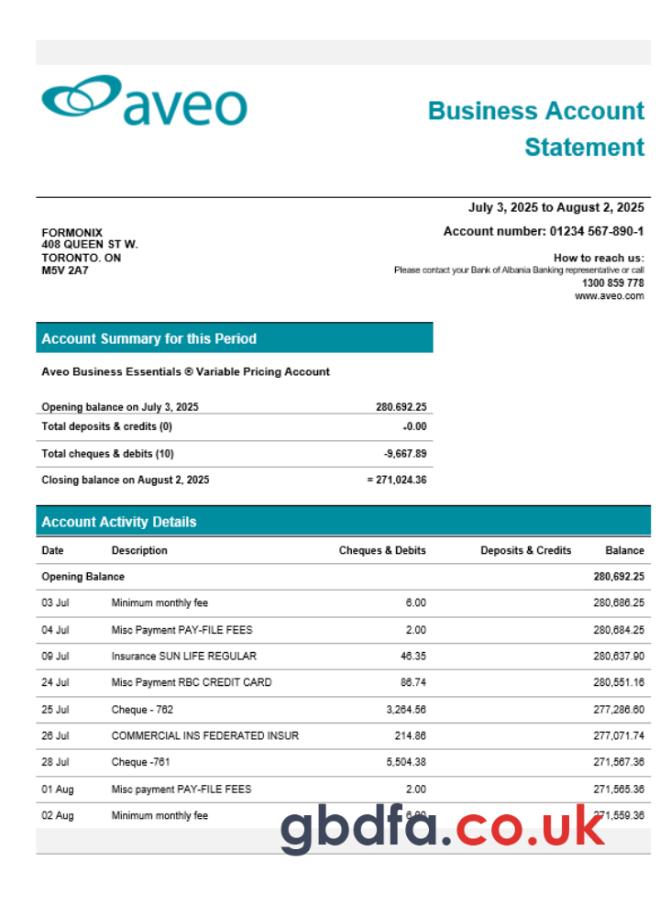 aveo
Business Account
Statement
July 3, 2025 to August 2, 2025
Account number: 01234 567-890-1
FORMONIX
408 QUEEN ST W.
TORONTO. ON
M5V 2A7
How to reach us:
Please contact your Bank of Albania Banking representative or call
1300 859 778
www.aveo.com
Account Summary for this Period
Aveo Business Essentials ® Variable Pricing Account
Opening balance on July 3, 2025 280.692.25
Total deposits & credits (0) -0.00
Total cheques & debits (10) -9,667.89
Closing balance on August 2, 2025 = 271,024.36
Account Activity Details
Date Description Cheques & Debits Deposits & Credits Balance
Opening Balance 280,692.25
03 Jul Minimum monthly fee 6.00 280,686.25
04 Jul Misc Payment PAY-FILE FEES 2.00 280,684.25
09 Jul Insurance SUN LIFE REGULAR 46.35 280,637.90
24 Jul Misc Payment RBC CREDIT CARD 86.74 280,551.16
25 Jul Cheque - 762 3,264.56 277,286.60
26 Jul COMMERCIAL INS FEDERATED INSUR 214.86 277,071.74
28 Jul Cheque -761 5,504.38 271,567.36
01 Aug Misc payment PAY-FILE FEES 2.00 271,565.36
02 Aug Minimum monthly fee 6.00 271,559.36
gbdfa.co.uk